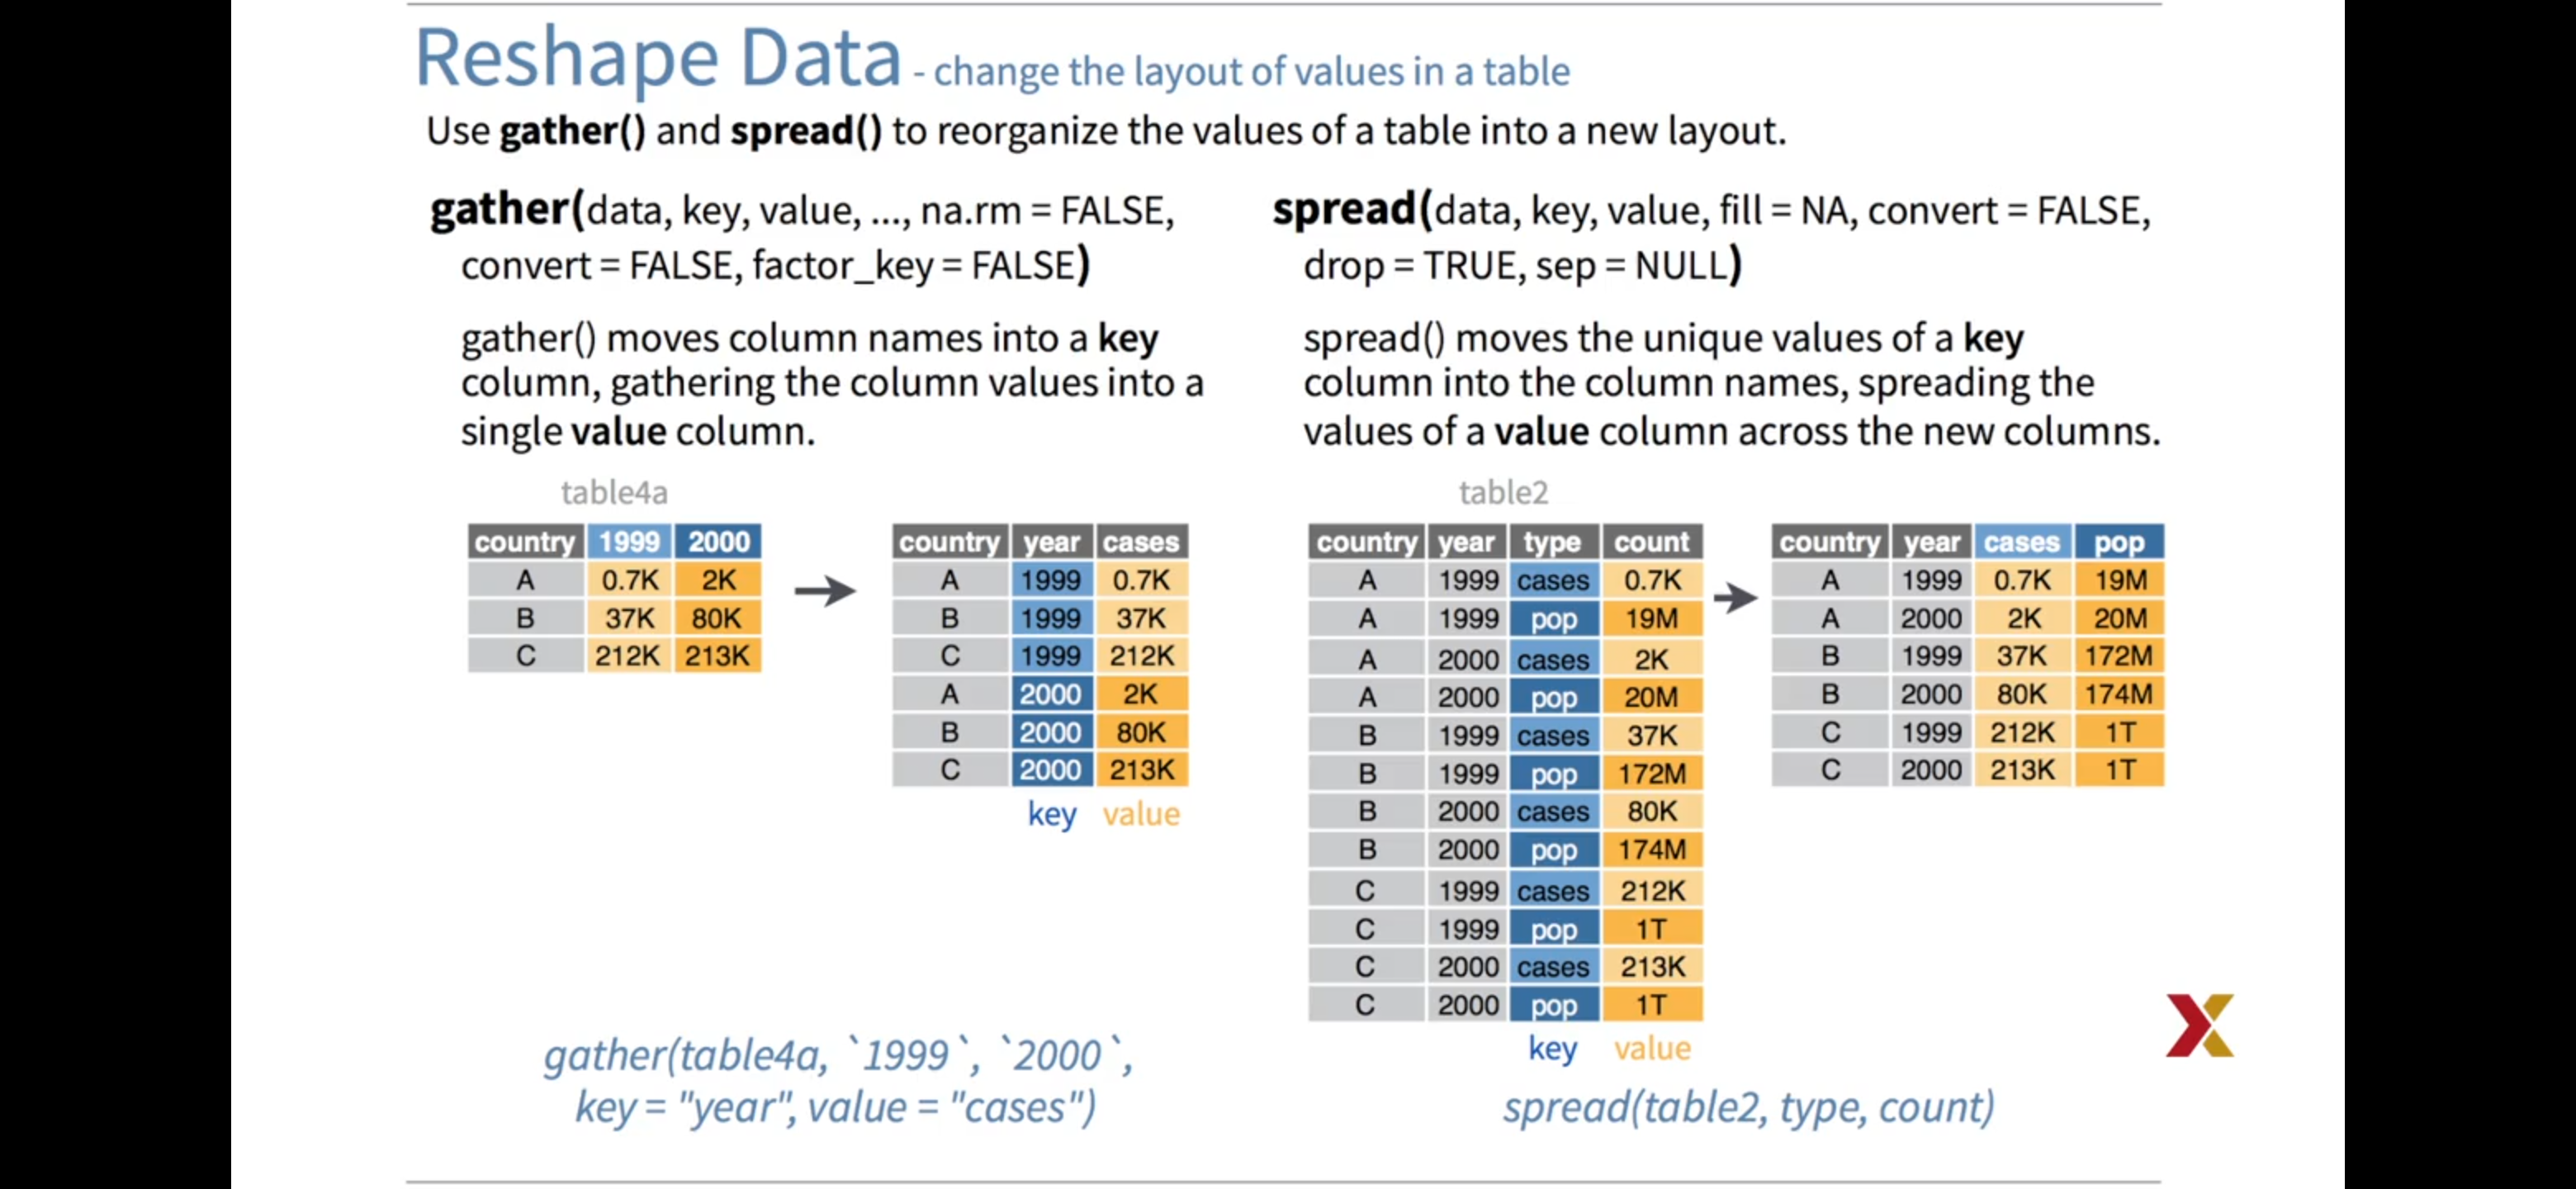 Reshape Data - change the layout of values in a table
Use gather() and spread() to reorganize the values of a table into a new layout.
gather(data, key, value, ..., na.rm = FALSE,
convert = FALSE, factor_key = FALSE)
gather() moves column names into a key
column, gathering the column values into a
single value column.
table4a
country 1999 2000
A 0.7K 2K
B 37K 80K
C 212K 213K
country year cases
A 1999 0.7K
B 1999 37K
C 1999 212K
A 2000 2K
B 2000 80K
C 2000 213K
key value
gather(table4a, `1999`, `2000`,
key = "year", value = "cases")
spread(data, key, value, fill = NA, convert = FALSE,
drop = TRUE, sep = NULL)
spread() moves the unique values of a key
column into the column names, spreading the
values of a value column across the new columns.
table2
country year type count
A 1999 cases 0.7K
A 1999 pop 19M
A 2000 cases 2K
A 2000 pop 20M
B 1999 cases 37K
B 1999 pop 172M
B 2000 cases 80K
B 2000 pop 174M
C 1999 cases 212K
C 1999 pop 1T
C 2000 cases 213K
C 2000 pop 1T
key value
country year cases pop
A 1999 0.7K 19M
A 2000 2K 20M
B 1999 37K 172M
B 2000 80K 174M
C 1999 212K 1T
C 2000 213K 1T
spread(table2, type, count)